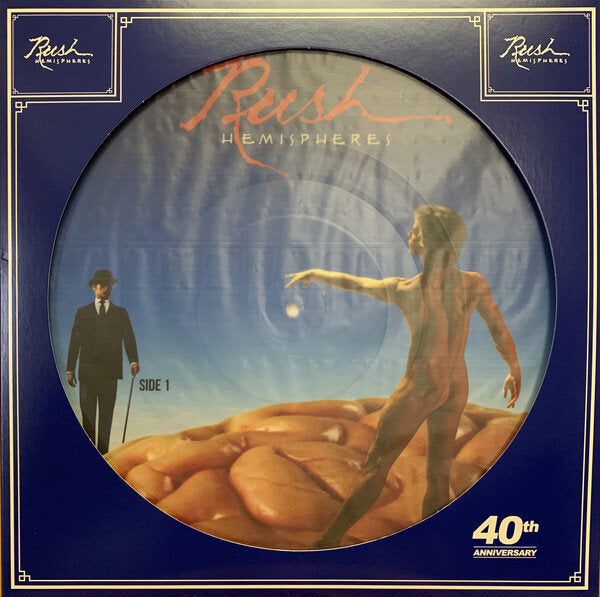 Rush
HEMISPHERES
Rush
HEMISPHERES
Rush
HEMISPHERES
SIDE 1
40th
ANNIVERSARY